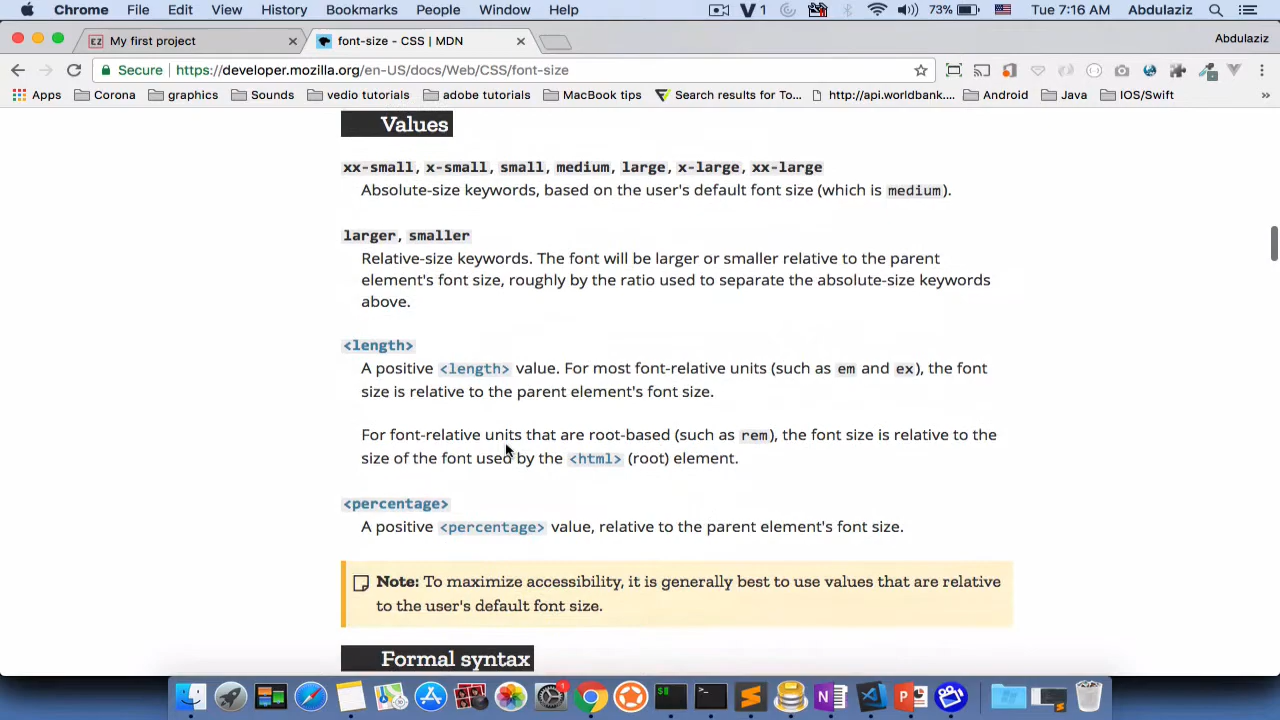 Chrome File Edit View History Bookmarks People Window Help 1 73% Tue 7:16 AM Abdulaziz
EZ My first project font-size - CSS | MDN Abdulaziz
Secure https://developer.mozilla.org/en-US/docs/Web/CSS/font-size
Apps Corona graphics Sounds vedio tutorials adobe tutorials MacBook tips Search results for To... http://api.worldbank.... Android Java IOS/Swift »
Values
xx-small, x-small, small, medium, large, x-large, xx-large
Absolute-size keywords, based on the user's default font size (which is medium).
larger, smaller
Relative-size keywords. The font will be larger or smaller relative to the parent
element's font size, roughly by the ratio used to separate the absolute-size keywords
above.
<length>
A positive <length> value. For most font-relative units (such as em and ex), the font
size is relative to the parent element's font size.
For font-relative units that are root-based (such as rem), the font size is relative to the
size of the font used by the <html> (root) element.
<percentage>
A positive <percentage> value, relative to the parent element's font size.
Note: To maximize accessibility, it is generally best to use values that are relative
to the user's default font size.
Formal syntax